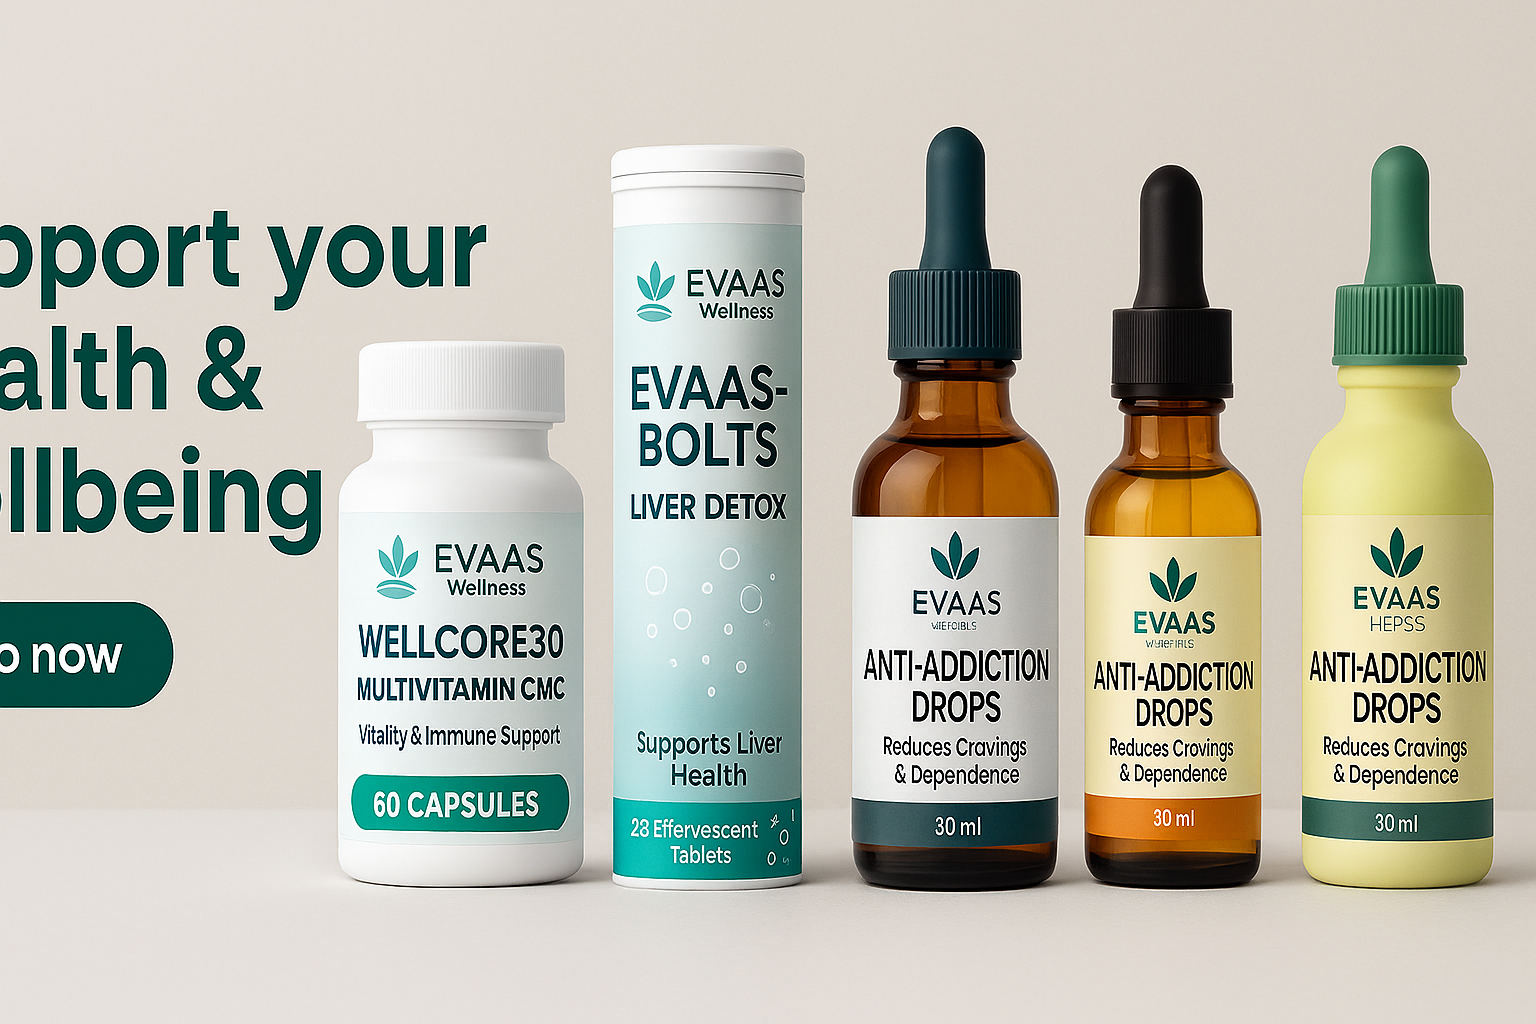 pport your
alth &
ellbeing
o now
EVAAS
Wellness
WELLCORE30
MULTIVITAMIN CMC
Vitality & Immune Support
60 CAPSULES
EVAAS
Wellness
EVAAS-
BOLTS
LIVER DETOX
Supports Liver
Health
28 Effervescent
Tablets
EVAAS
ANTI-ADDICTION
DROPS
Reduces Cravings
& Dependence
30 ml
EVAAS
ANTI-ADDICTION
DROPS
Reduces Crovings
& Dependence
30 ml
EVAAS
HEPSS
ANTI-ADDICTION
DROPS
Reduces Cravings
& Dependence
30 ml